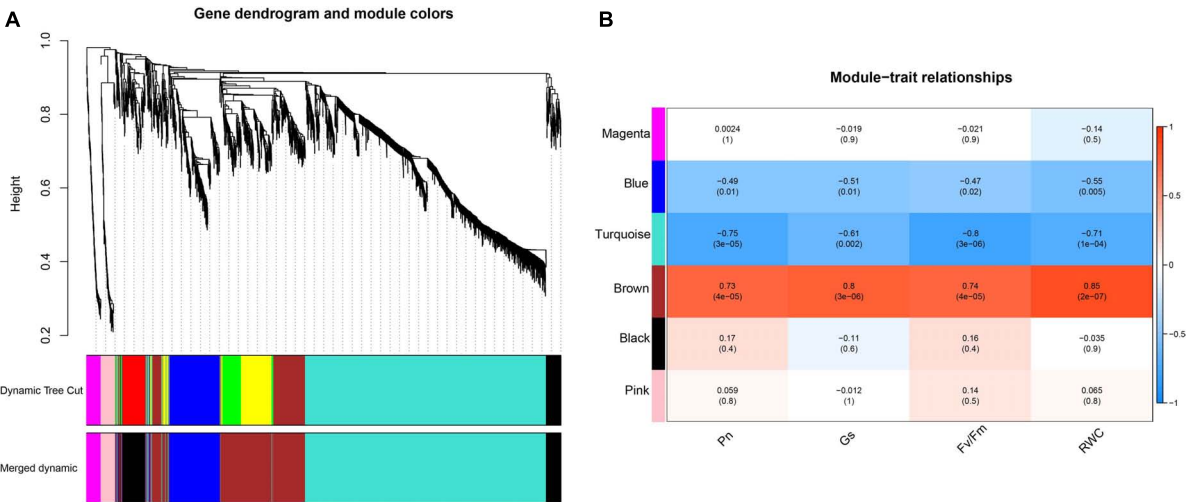 A
Gene dendrogram and module colors
Height
1.0
0.8
0.6
0.4
0.2
Dynamic Tree Cut
Merged dynamic
B
Module−trait relationships
Magenta 0.0024 −0.019 −0.021 −0.14
(1) (0.9) (0.9) (0.5)
Blue −0.49 −0.51 −0.47 −0.55
(0.01) (0.01) (0.02) (0.005)
Turquoise −0.75 −0.61 −0.8 −0.71
(3e−05) (0.002) (3e−06) (1e−04)
Brown 0.73 0.8 0.74 0.85
(4e−05) (3e−06) (4e−05) (2e−07)
Black 0.17 −0.11 0.16 −0.035
(0.4) (0.6) (0.4) (0.9)
Pink 0.059 −0.012 0.14 0.065
(0.8) (1) (0.5) (0.8)
Pn Gs Fv/Fm RWC
1
0.5
0
−0.5
−1